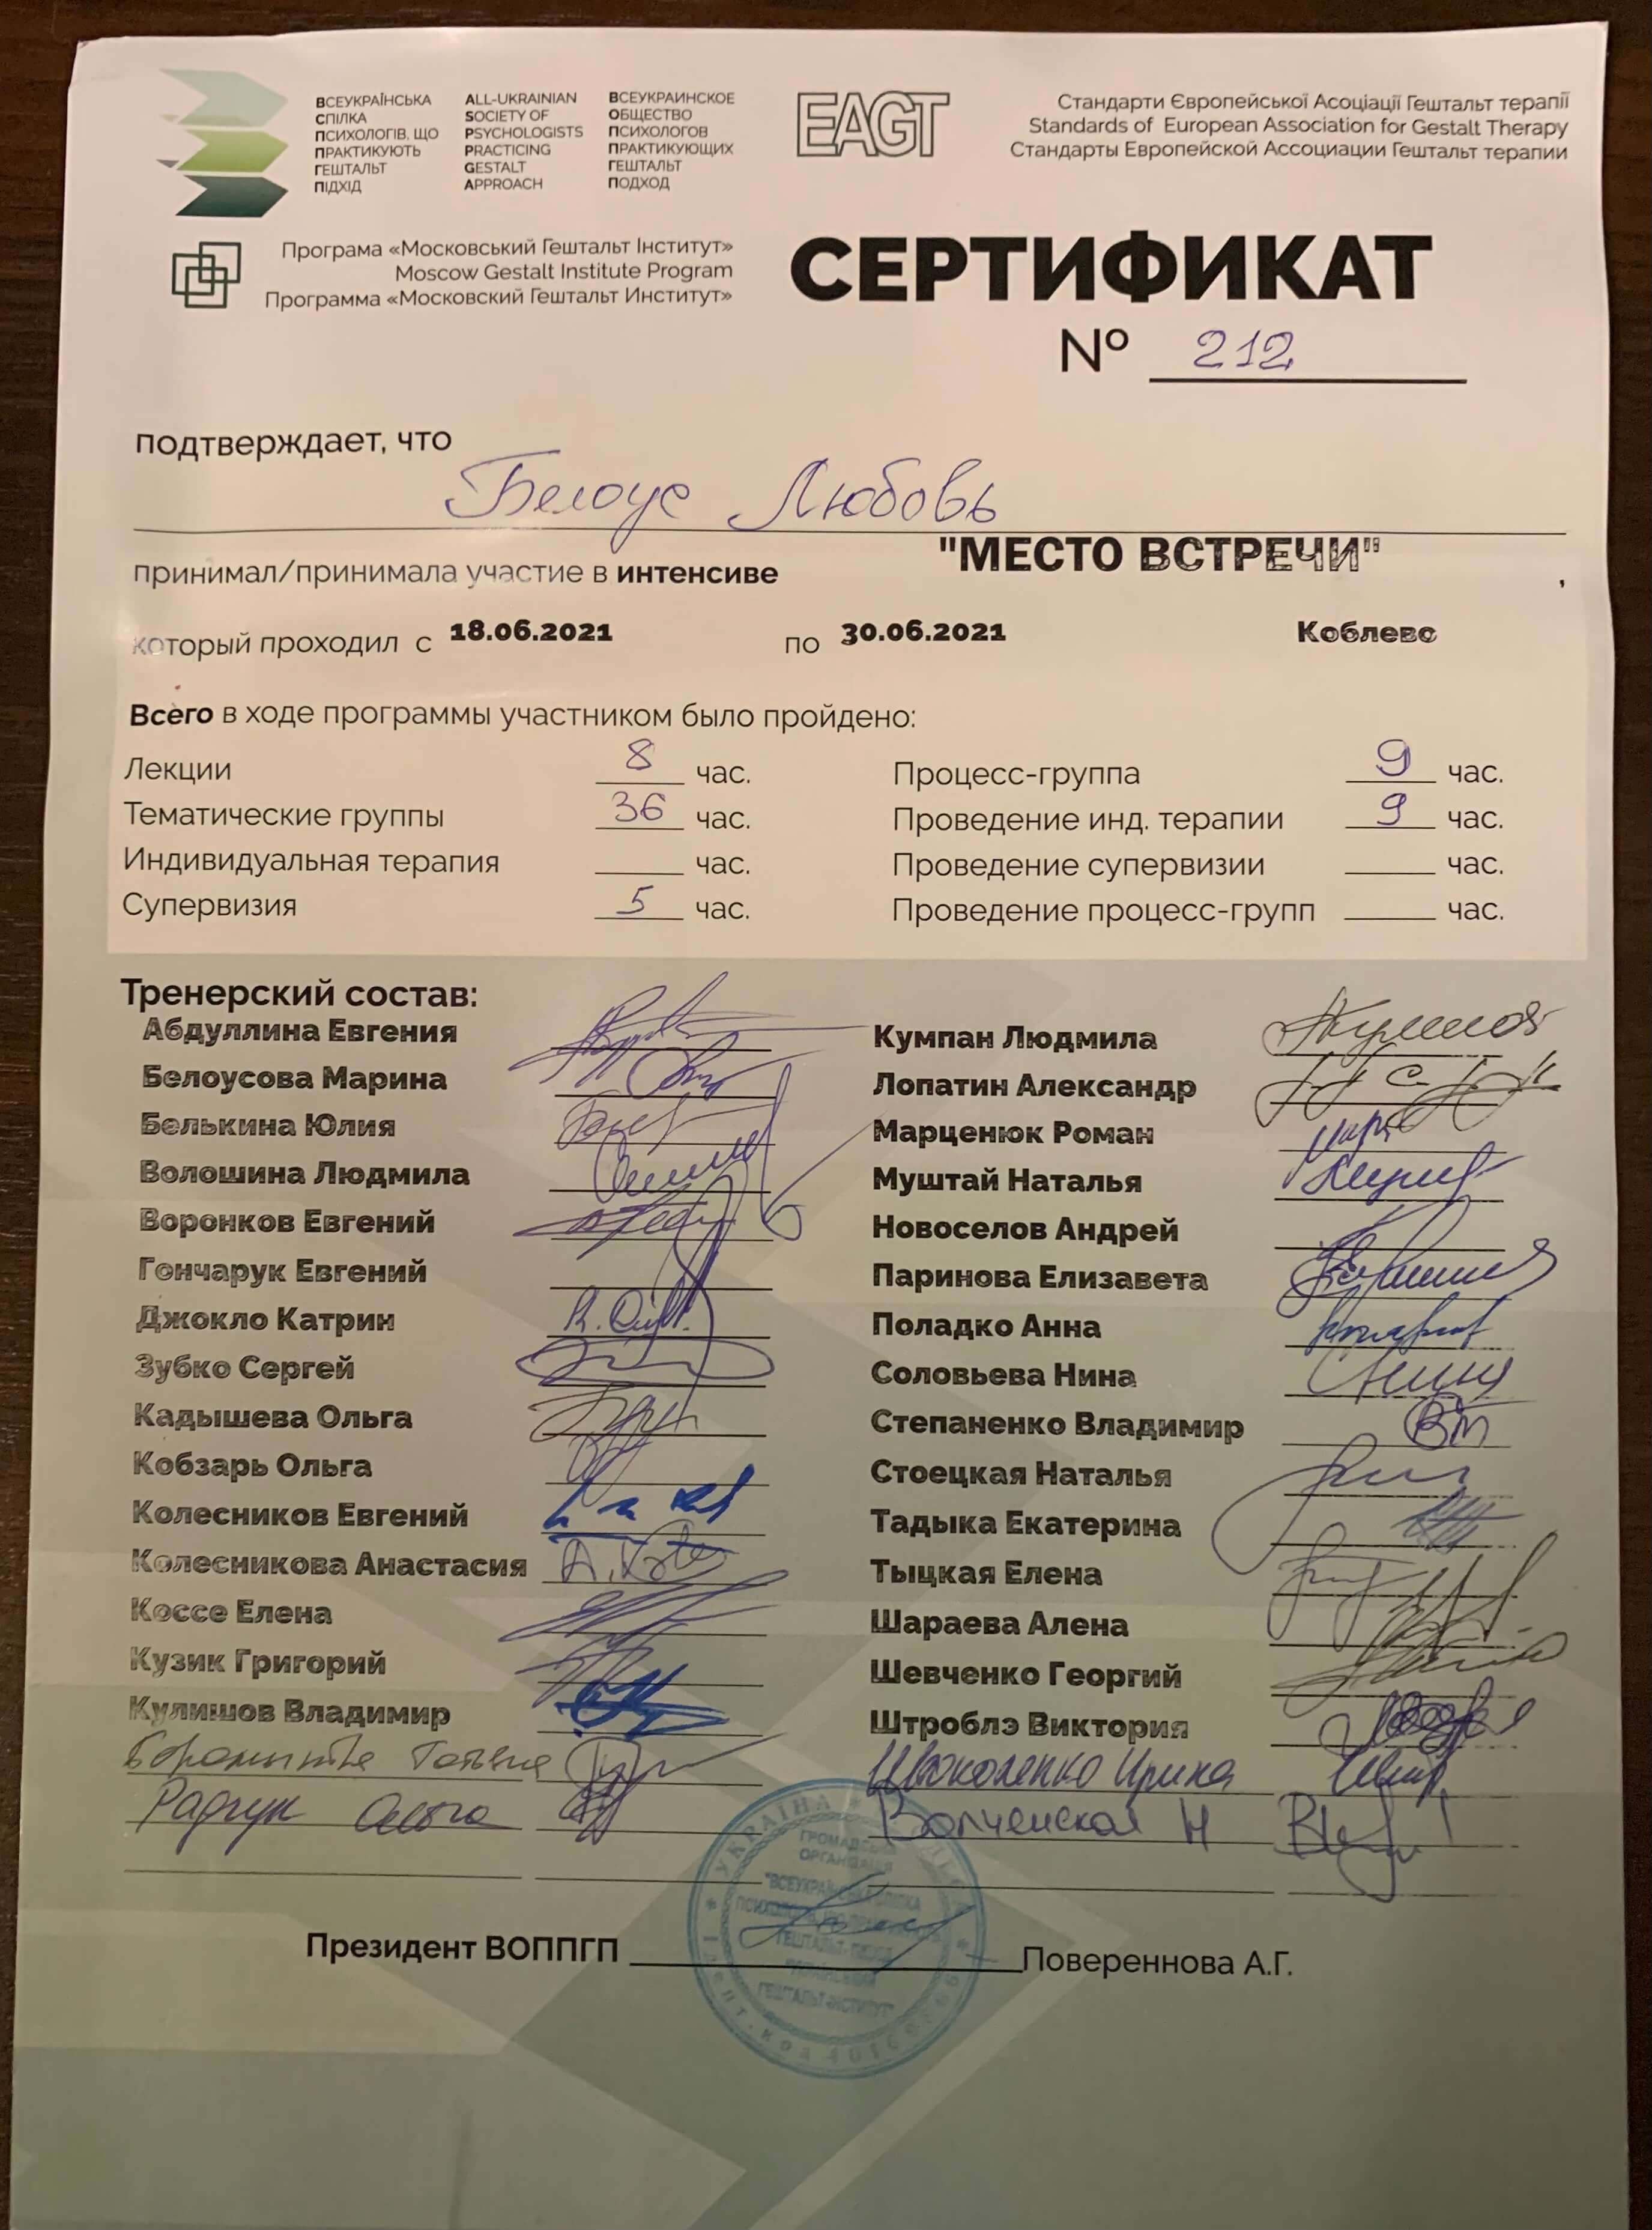 ВСЕУКРАЇНСЬКА
СПІЛКА
ПСИХОЛОГІВ, ЩО
ПРАКТИКУЮТЬ
ГЕШТАЛЬТ
ПІДХІД
ALL-UKRAINIAN
SOCIETY OF
PSYCHOLOGISTS
PRACTICING
GESTALT
APPROACH
ВСЕУКРАИНСКОЕ
ОБЩЕСТВО
ПСИХОЛОГОВ
ПРАКТИКУЮЩИХ
ГЕШТАЛЬТ
ПОДХОД
EAGT
Стандарти Європейської Асоціації Гештальт терапії
Standards of European Association for Gestalt Therapy
Стандарты Европейской Ассоциации Гештальт терапии
Програма «Московський Гештальт Інститут»
Moscow Gestalt Institute Program
Программа «Московский Гештальт Институт»
СЕРТИФИКАТ
№ 212
подтверждает, что
Белоус Любовь
принимал/принимала участие в интенсиве "МЕСТО ВСТРЕЧИ" ,
который проходил с 18.06.2021 по 30.06.2021 Коблево
Всего в ходе программы участником было пройдено:
Лекции 8 час. Процесс-группа 9 час.
Тематические группы 36 час. Проведение инд. терапии 9 час.
Индивидуальная терапия час. Проведение супервизии час.
Супервизия 5 час. Проведение процесс-групп час.
Тренерский состав:
Абдуллина Евгения Кумпан Людмила
Белоусова Марина Лопатин Александр
Белькина Юлия Марценюк Роман
Волошина Людмила Муштай Наталья
Воронков Евгений Новоселов Андрей
Гончарук Евгений Паринова Елизавета
Джокло Катрин Поладко Анна
Зубко Сергей Соловьева Нина
Кадышева Ольга Степаненко Владимир
Кобзарь Ольга Стоецкая Наталья
Колесников Евгений Тадыка Екатерина
Колесникова Анастасия Тыцкая Елена
Коссе Елена Шараева Алена
Кузик Григорий Шевченко Георгий
Кулишов Владимир Штроблэ Виктория
Ирина
Радчук Ольга Волченская Н
УКРАЇНА
ГРОМАДСЬКА
ОРГАНІЗАЦІЯ
ГЕШТАЛЬТ-ІНСТИТУТ"
Президент ВОППГП Повереннова А.Г.